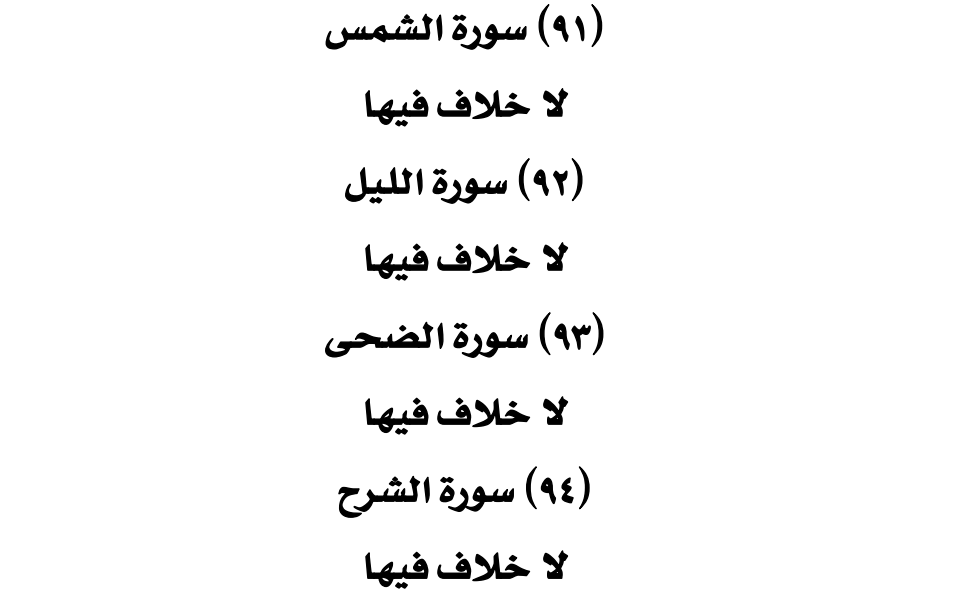 (٩١) سورة الشمس
لا خلاف فيها
(٩٢) سورة الليل
لا خلاف فيها
(٩٣) سورة الضحى
لا خلاف فيها
(٩٤) سورة الشرح
لا خلاف فيها